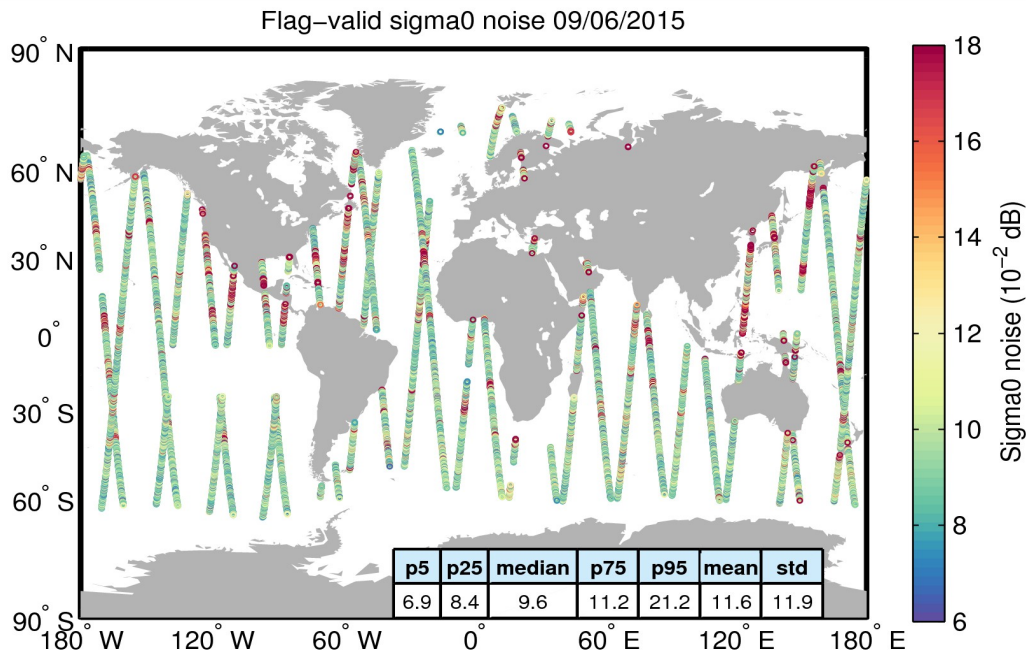 Flag−valid sigma0 noise 09/06/2015
90° N
60° N
30° N
0°
30° S
60° S
90° S
180° W
120° W
60° W
0°
60° E
120° E
180° E
p5 p25 median p75 p95 mean std
6.9 8.4 9.6 11.2 21.2 11.6 11.9
18
16
14
12
10
8
6
Sigma0 noise (10⁻² dB)